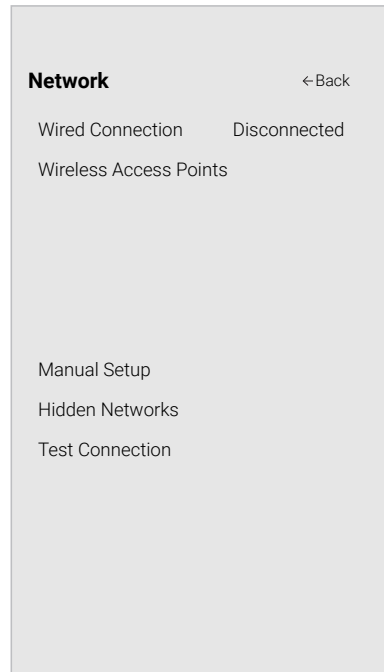 Network ←Back
Wired Connection Disconnected
Wireless Access Points
Manual Setup
Hidden Networks
Test Connection